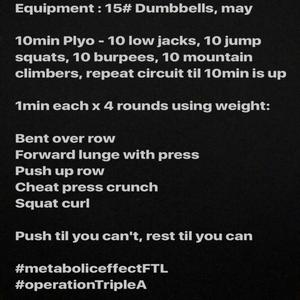 Equipment : 15# Dumbbells, may
10min Plyo - 10 low jacks, 10 jump
squats, 10 burpees, 10 mountain
climbers, repeat circuit til 10min is up
1min each x 4 rounds using weight:
Bent over row
Forward lunge with press
Push up row
Cheat press crunch
Squat curl
Push til you can't, rest til you can
#metaboliceffectFTL
#operationTripleA